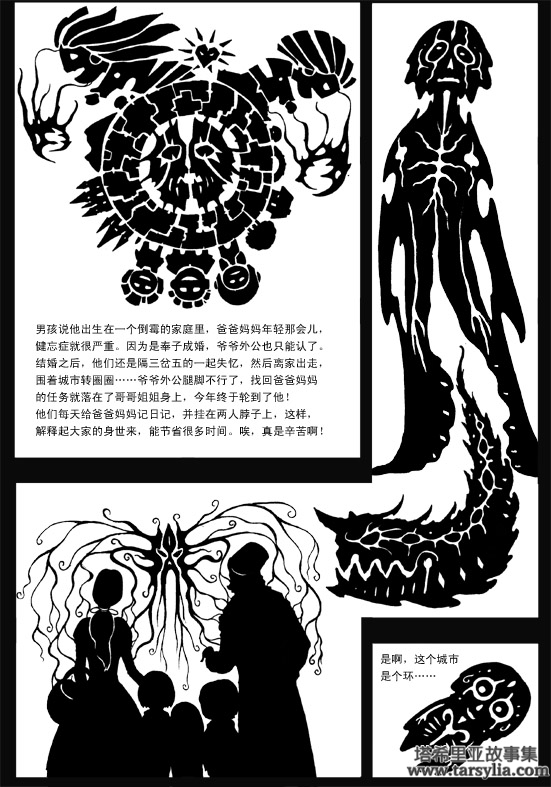 男孩说他出生在一个倒霉的家庭里，爸爸妈妈年轻那会儿，
健忘症就很严重。因为是奉子成婚，爷爷外公也只能认了。
结婚之后，他们还是隔三岔五的一起失忆，然后离家出走，
围着城市转圈圈……爷爷外公腿脚不行了，找回爸爸妈妈
的任务就落在了哥哥姐姐身上，今年终于轮到了他！
他们每天给爸爸妈妈记日记，并挂在两人脖子上，这样，
解释起大家的身世来，能节省很多时间。唉，真是辛苦啊！
是啊，这个城市
是个环……
塔希里亚故事集
www.tarsylia.com